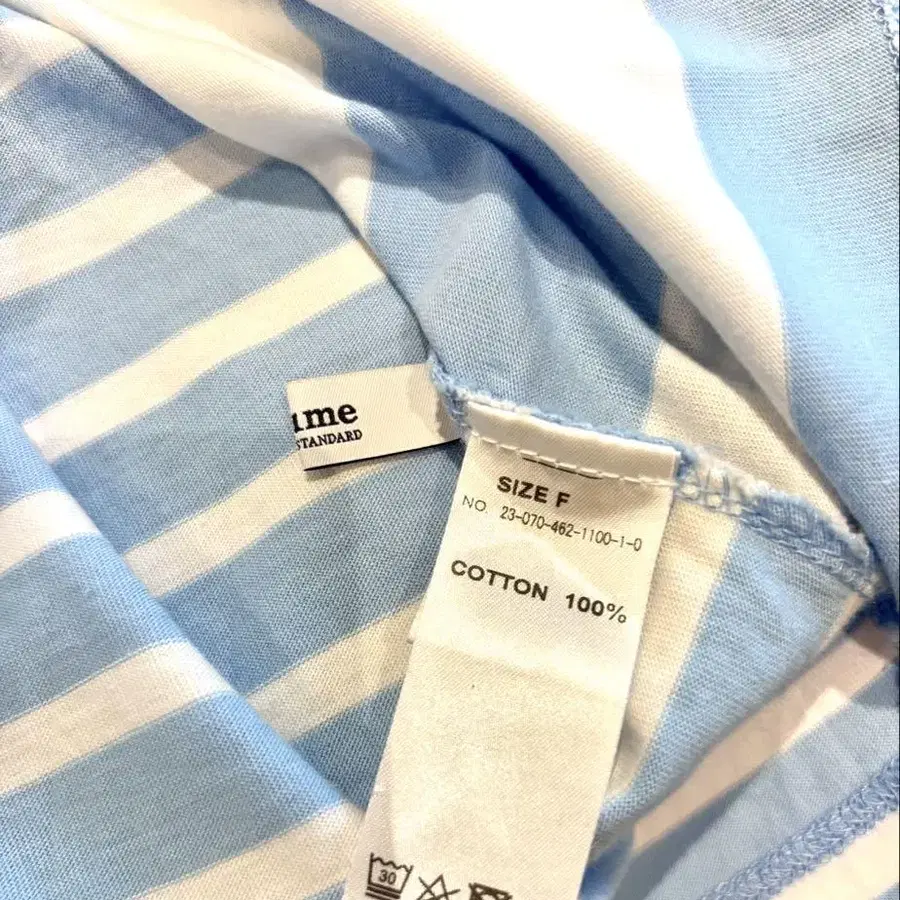 ume
STANDARD
SIZE F
NO. 23-070-462-1100-1-0
COTTON 100%
30